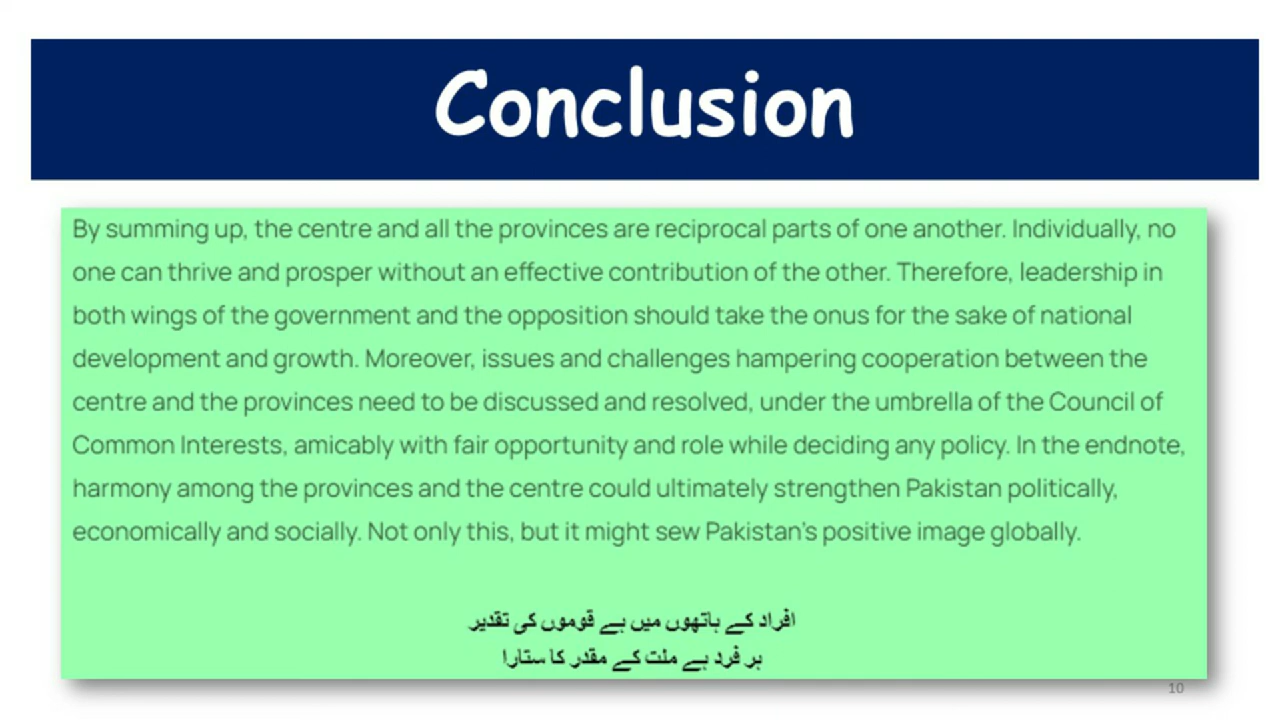 Conclusion
By summing up, the centre and all the provinces are reciprocal parts of one another. Individually, no
one can thrive and prosper without an effective contribution of the other. Therefore, leadership in
both wings of the government and the opposition should take the onus for the sake of national
development and growth. Moreover, issues and challenges hampering cooperation between the
centre and the provinces need to be discussed and resolved, under the umbrella of the Council of
Common Interests, amicably with fair opportunity and role while deciding any policy. In the endnote,
harmony among the provinces and the centre could ultimately strengthen Pakistan politically,
economically and socially. Not only this, but it might sew Pakistan's positive image globally.
افراد کے ہاتھوں میں ہے قوموں کی تقدیر
ہر فرد ہے ملت کے مقدر کا ستارا
10